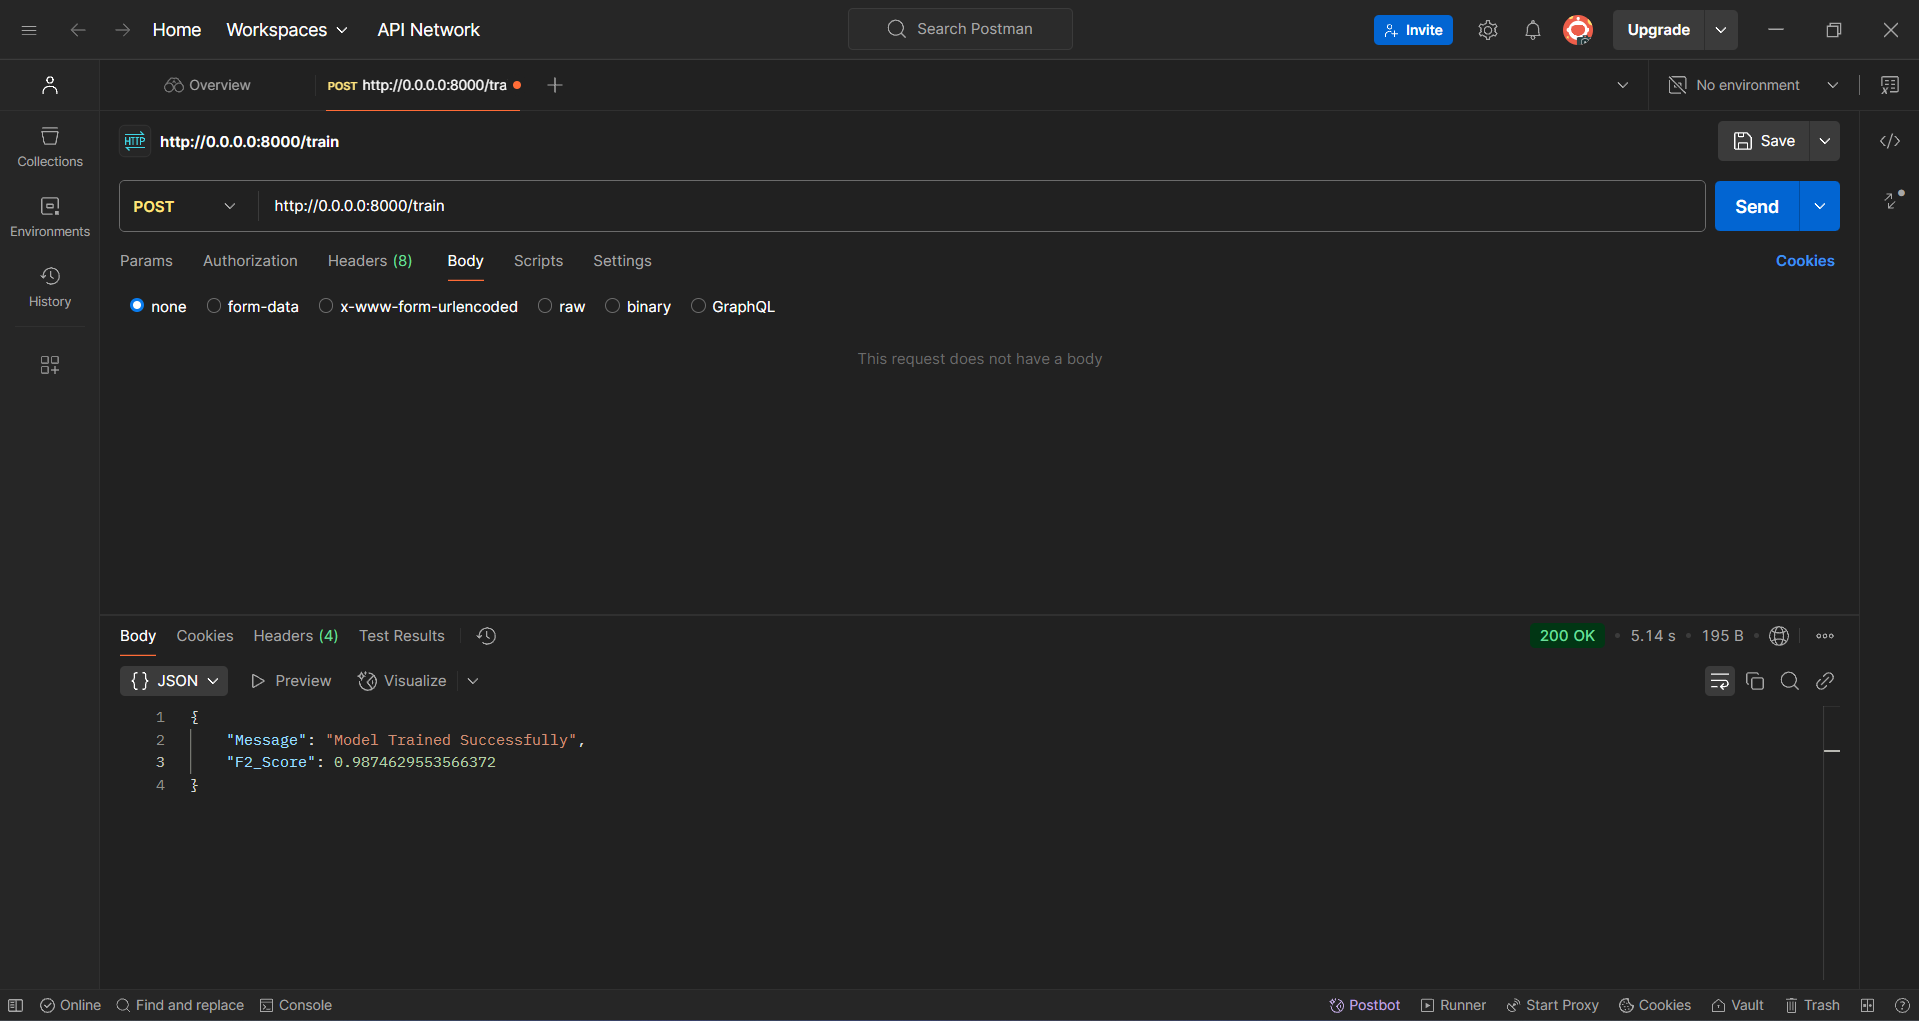 Home Workspaces API Network Search Postman Invite Upgrade
Overview POST http://0.0.0.0:8000/tra No environment
HTTP http://0.0.0.0:8000/train Save
Collections
POST http://0.0.0.0:8000/train Send
Environments
Params Authorization Headers (8) Body Scripts Settings Cookies
History
none form-data x-www-form-urlencoded raw binary GraphQL
This request does not have a body
Body Cookies Headers (4) Test Results 200 OK • 5.14 s • 195 B •
{} JSON Preview Visualize
1 {
2 "Message": "Model Trained Successfully",
3 "F2_Score": 0.9874629553566372
4 }
Online Find and replace Console Postbot Runner Start Proxy Cookies Vault Trash